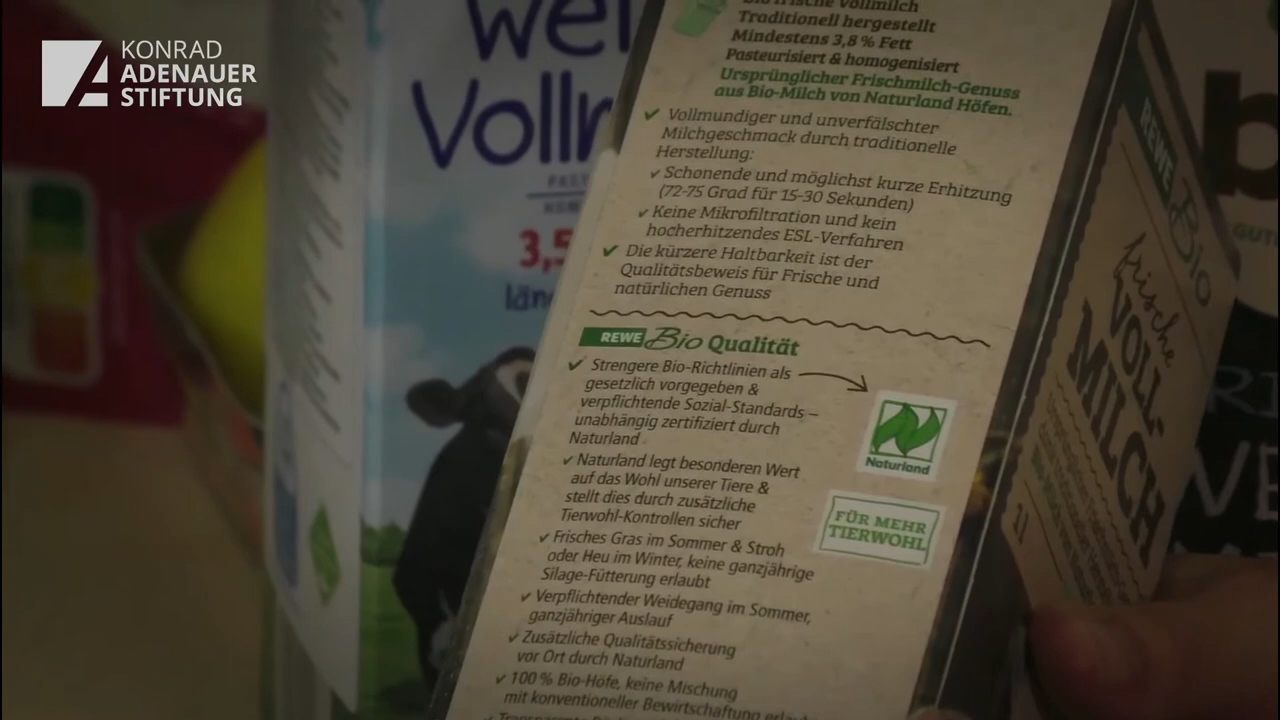 KONRAD
ADENAUER
STIFTUNG
Vollm
3,5
Bio frische Vollmilch
Traditionell hergestellt
Mindestens 3,8 % Fett
Pasteurisiert & homogenisiert
Ursprünglicher Frischmilch-Genuss
aus Bio-Milch von Naturland Höfen.
✔ Vollmundiger und unverfälschter
Milchgeschmack durch traditionelle
Herstellung:
✔ Schonende und möglichst kurze Erhitzung
(72-75 Grad für 15-30 Sekunden)
✔ Keine Mikrofiltration und kein
hocherhitzendes ESL-Verfahren
✔ Die kürzere Haltbarkeit ist der
Qualitätsbeweis für Frische und
natürlichen Genuss
REWE Bio Qualität
✔ Strengere Bio-Richtlinien als
gesetzlich vorgegeben &
verpflichtende Sozial-Standards –
unabhängig zertifiziert durch
Naturland
✔ Naturland legt besonderen Wert
auf das Wohl unserer Tiere &
stellt dies durch zusätzliche
Tierwohl-Kontrollen sicher
✔ Frisches Gras im Sommer & Stroh
oder Heu im Winter, keine ganzjährige
Silage-Fütterung erlaubt
✔ Verpflichtender Weidegang im Sommer,
ganzjähriger Auslauf
✔ Zusätzliche Qualitätssicherung
vor Ort durch Naturland
✔ 100 % Bio-Höfe, keine Mischung
mit konventioneller Bewirtschaftung
Naturland
FÜR MEHR
TIERWOHL
REWE Bio
frische
VOLL-
MILCH
1l